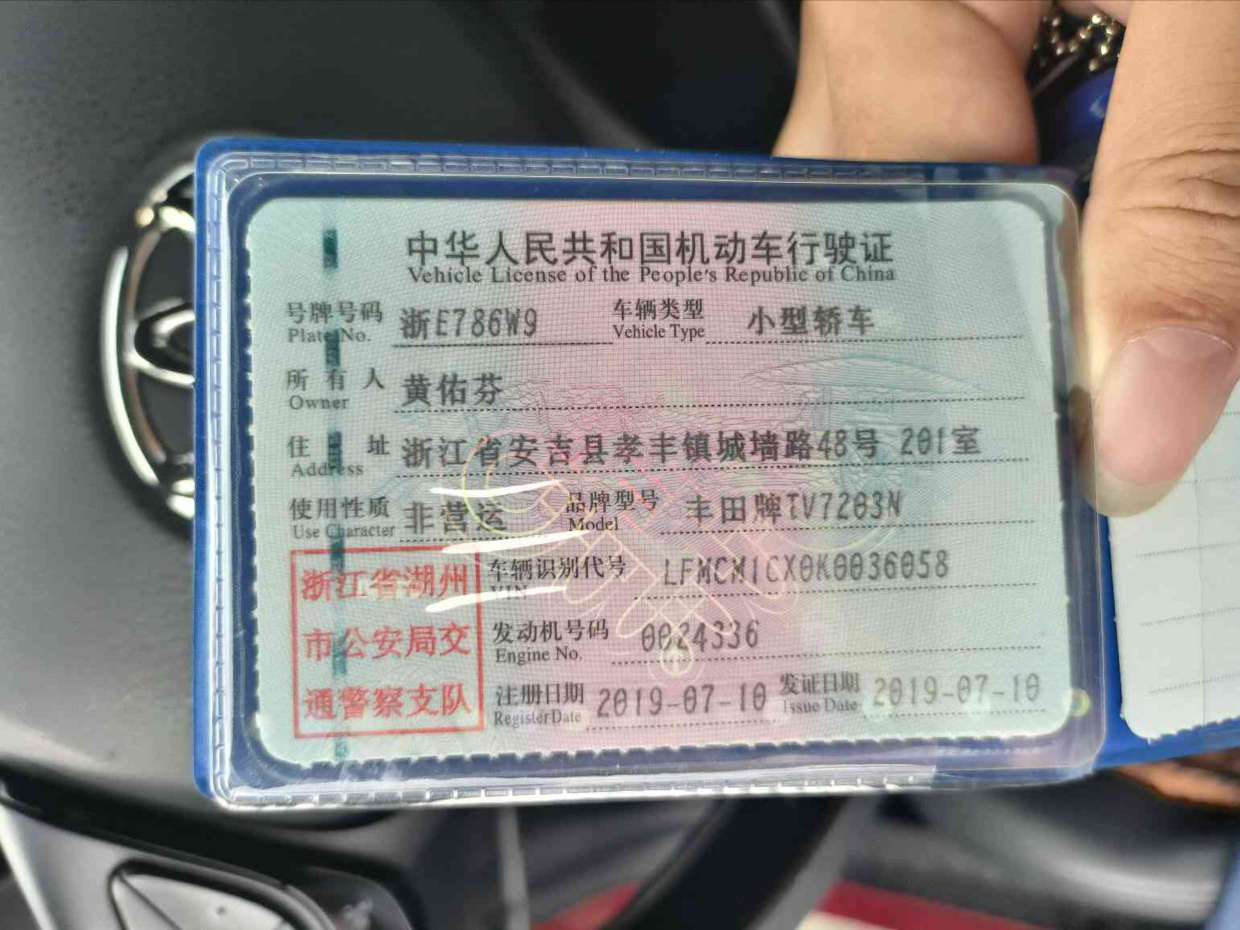 中华人民共和国机动车行驶证
Vehicle License of the People's Republic of China
号牌号码 浙E786W9 车辆类型 小型轿车
Plate No. Vehicle Type
所有人 黄佑芬
Owner
住址 浙江省安吉县孝丰镇城墙路48号 201室
Address
使用性质 非营运 品牌型号 丰田牌TV7203N
Use Character Model
车辆识别代号 LFMCM1CX0K0036058
VIN
发动机号码 0024336
Engine No.
注册日期 2019-07-10 发证日期 2019-07-10
Register Date Issue Date
浙江省湖州
市公安局交
通警察支队